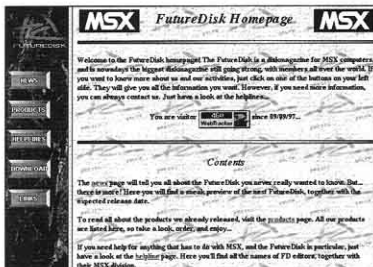 MSX FutureDisk Homepage MSX
FUTUREDISK
Welcome to the FutureDisk homepage! The FutureDisk is a diskmagazine for MSX computers
and is nowadays the biggest diskmagazine still going strong, with members all over the world. If
you want to know more about us and our activities, just click on one of the buttons on your left
side. They will give you all the information you want. However, if you need more information,
you can always contact us. Just have a look at the helplines...
NEWS
PRODUCTS
HELPLINES
DOWNLOAD
LINKS
You are visitor WebTracker since 09/09/97...
Contents
The news page will tell you all about the FutureDisk you never really wanted to know. But...
there is more! Here you will find a sneak preview of the next FutureDisk, together with the
expected release date.
To read all about the products we already released, visit the products page. All our products
are listed here, so take a look, order, and enjoy...
If you need help for anything that has to do with MSX, and the FutureDisk in particular, just
have a look at the helpline page. Here you'll find all the names of FD editors, together with
their MSX division.